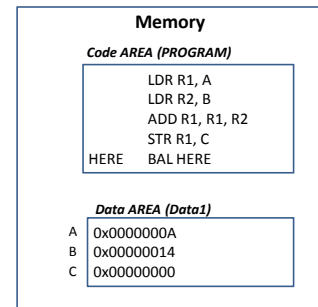 Memory
Code AREA (PROGRAM)
LDR R1, A
LDR R2, B
ADD R1, R1, R2
STR R1, C
HERE BAL HERE
Data AREA (Data1)
A 0x0000000A
B 0x00000014
C 0x00000000